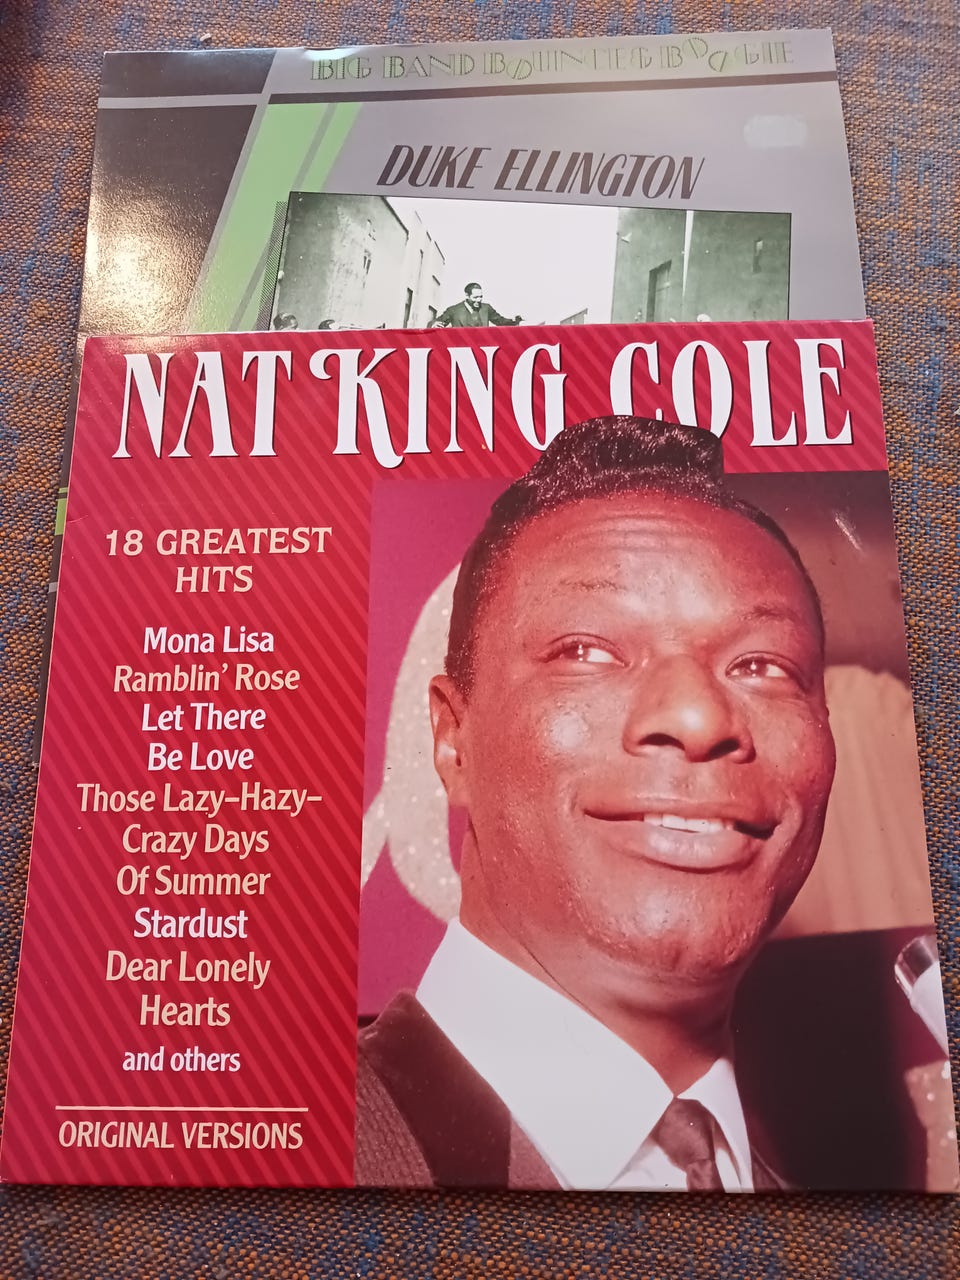 BIG BAND BOUNCE & BOOGIE
DUKE ELLINGTON
NAT KING COLE
18 GREATEST
HITS
Mona Lisa
Ramblin' Rose
Let There
Be Love
Those Lazy-Hazy-
Crazy Days
Of Summer
Stardust
Dear Lonely
Hearts
and others
ORIGINAL VERSIONS